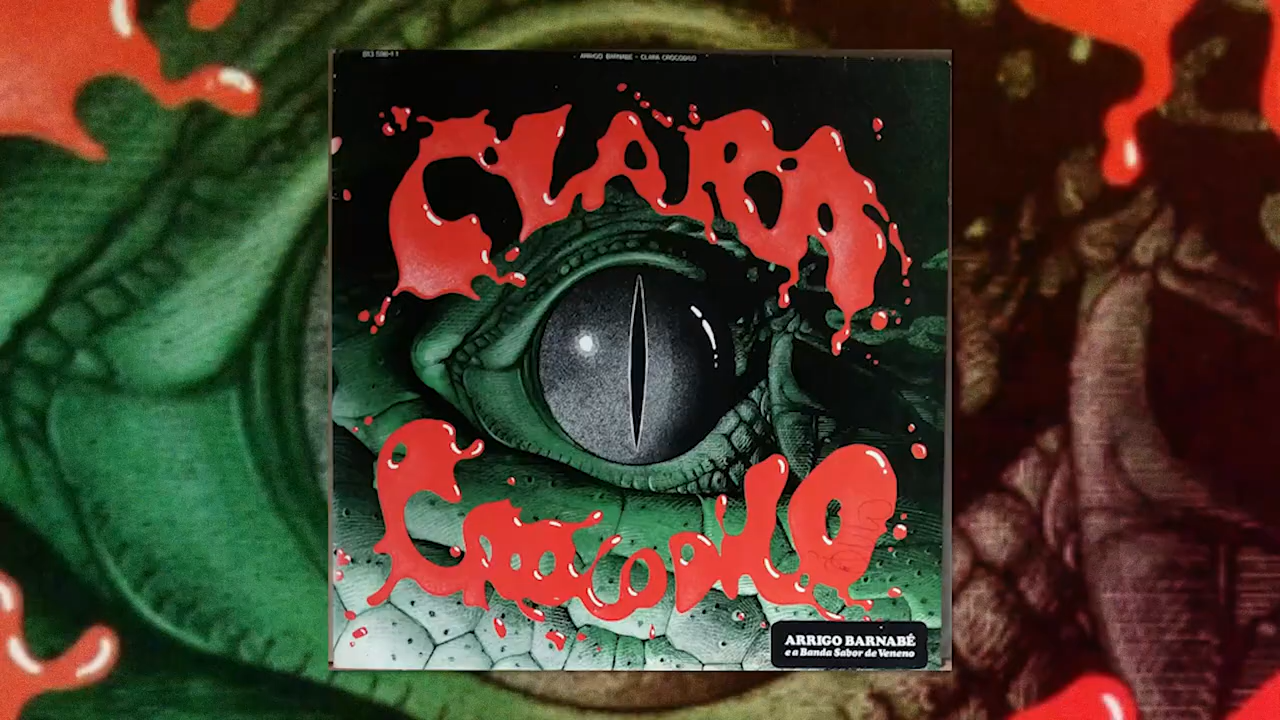 ARRIGO BARNABÉ - CLARA CROCODILO
CLARA
CROCODILO
ARRIGO BARNABÉ
e a Banda Sabor de Veneno